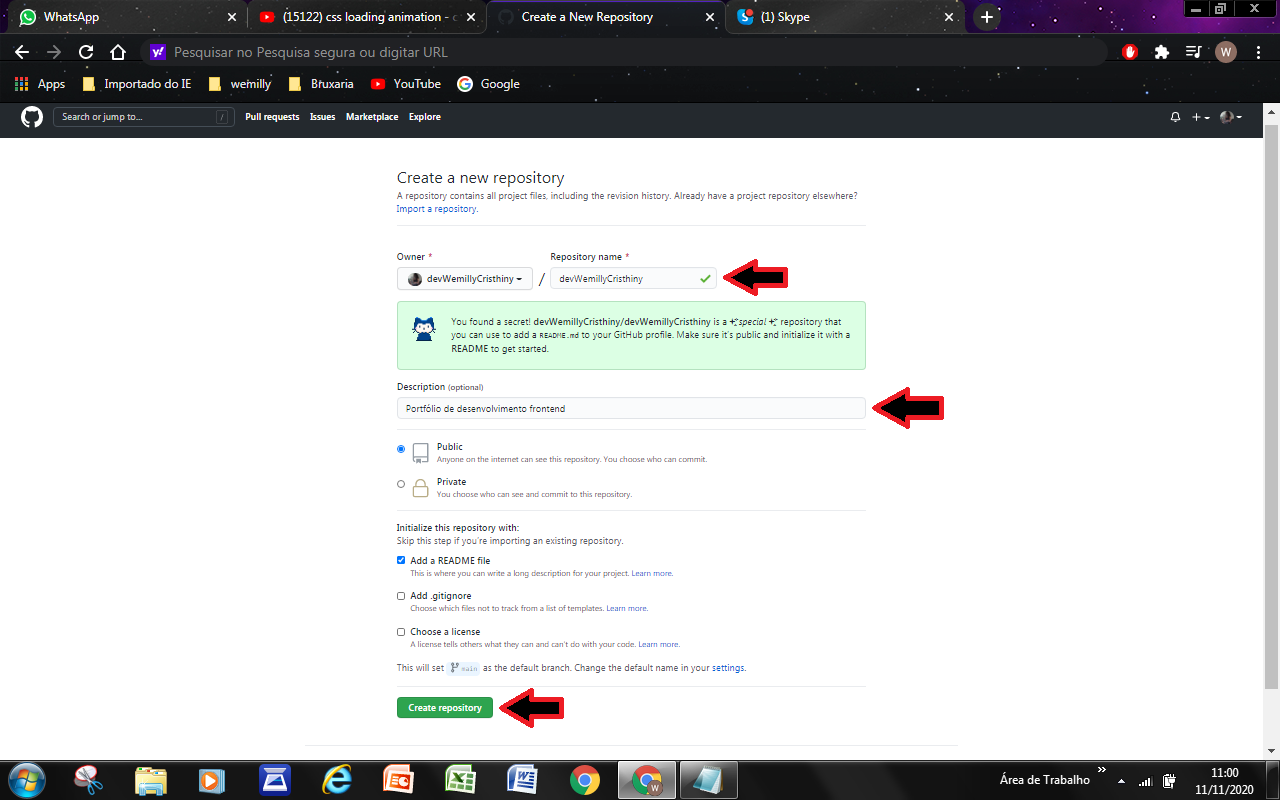 WhatsApp
(15122) css loading animation - c
Create a New Repository
(1) Skype
y!
Pesquisar no Pesquisa segura ou digitar URL
W
Apps
Importado do IE
wemilly
Bruxaria
YouTube
Google
Search or jump to...
/
Pull requests
Issues
Marketplace
Explore
Create a new repository
A repository contains all project files, including the revision history. Already have a project repository elsewhere?
Import a repository.
Owner *
Repository name *
devWemillyCristhiny
/
devWemillyCristhiny
You found a secret! devWemillyCristhiny/devWemillyCristhiny is a special repository that
you can use to add a README.md to your GitHub profile. Make sure it's public and initialize it with a
README to get started.
Description (optional)
Portfólio de desenvolvimento frontend
Public
Anyone on the internet can see this repository. You choose who can commit.
Private
You choose who can see and commit to this repository.
Initialize this repository with:
Skip this step if you're importing an existing repository.
Add a README file
This is where you can write a long description for your project. Learn more.
Add .gitignore
Choose which files not to track from a list of templates. Learn more.
Choose a license
A license tells others what they can and can't do with your code. Learn more.
This will set main as the default branch. Change the default name in your settings.
Create repository
Área de Trabalho
11:00
11/11/2020